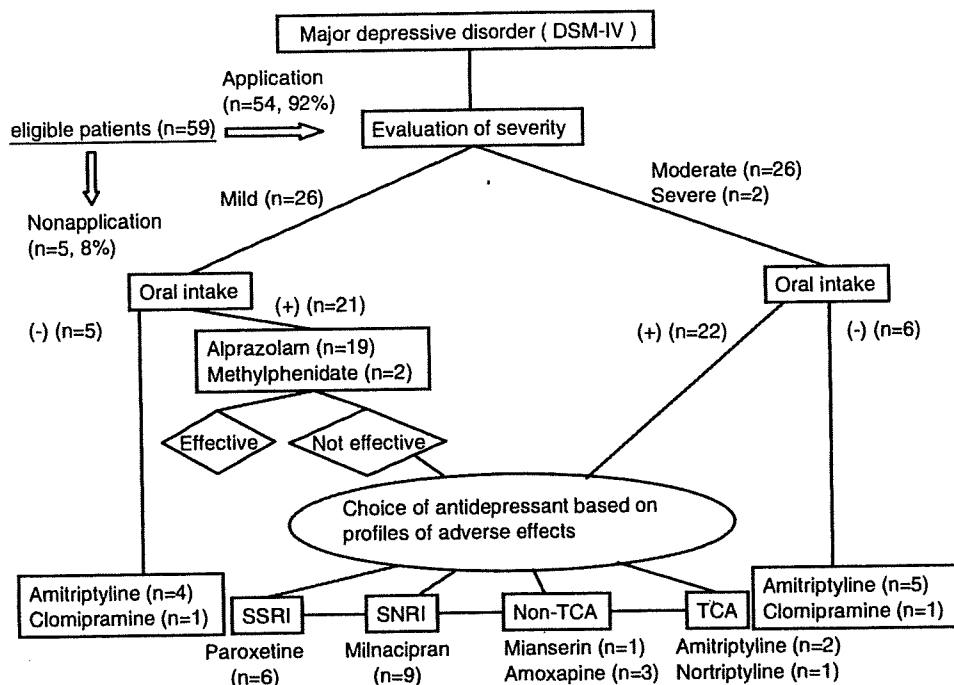 Major depressive disorder ( DSM-IV )
Application
(n=54, 92%)
eligible patients (n=59)
Evaluation of severity
Nonapplication
(n=5, 8%)
Mild (n=26)
Moderate (n=26)
Severe (n=2)
Oral intake
Oral intake
(-) (n=5)
(+) (n=21)
(+) (n=22)
(-) (n=6)
Alprazolam (n=19)
Methylphenidate (n=2)
Effective
Not effective
Choice of antidepressant based on
profiles of adverse effects
Amitriptyline (n=4)
Clomipramine (n=1)
SSRI
Paroxetine
(n=6)
SNRI
Milnacipran
(n=9)
Non-TCA
Mianserin (n=1)
Amoxapine (n=3)
TCA
Amitriptyline (n=2)
Nortriptyline (n=1)
Amitriptyline (n=5)
Clomipramine (n=1)